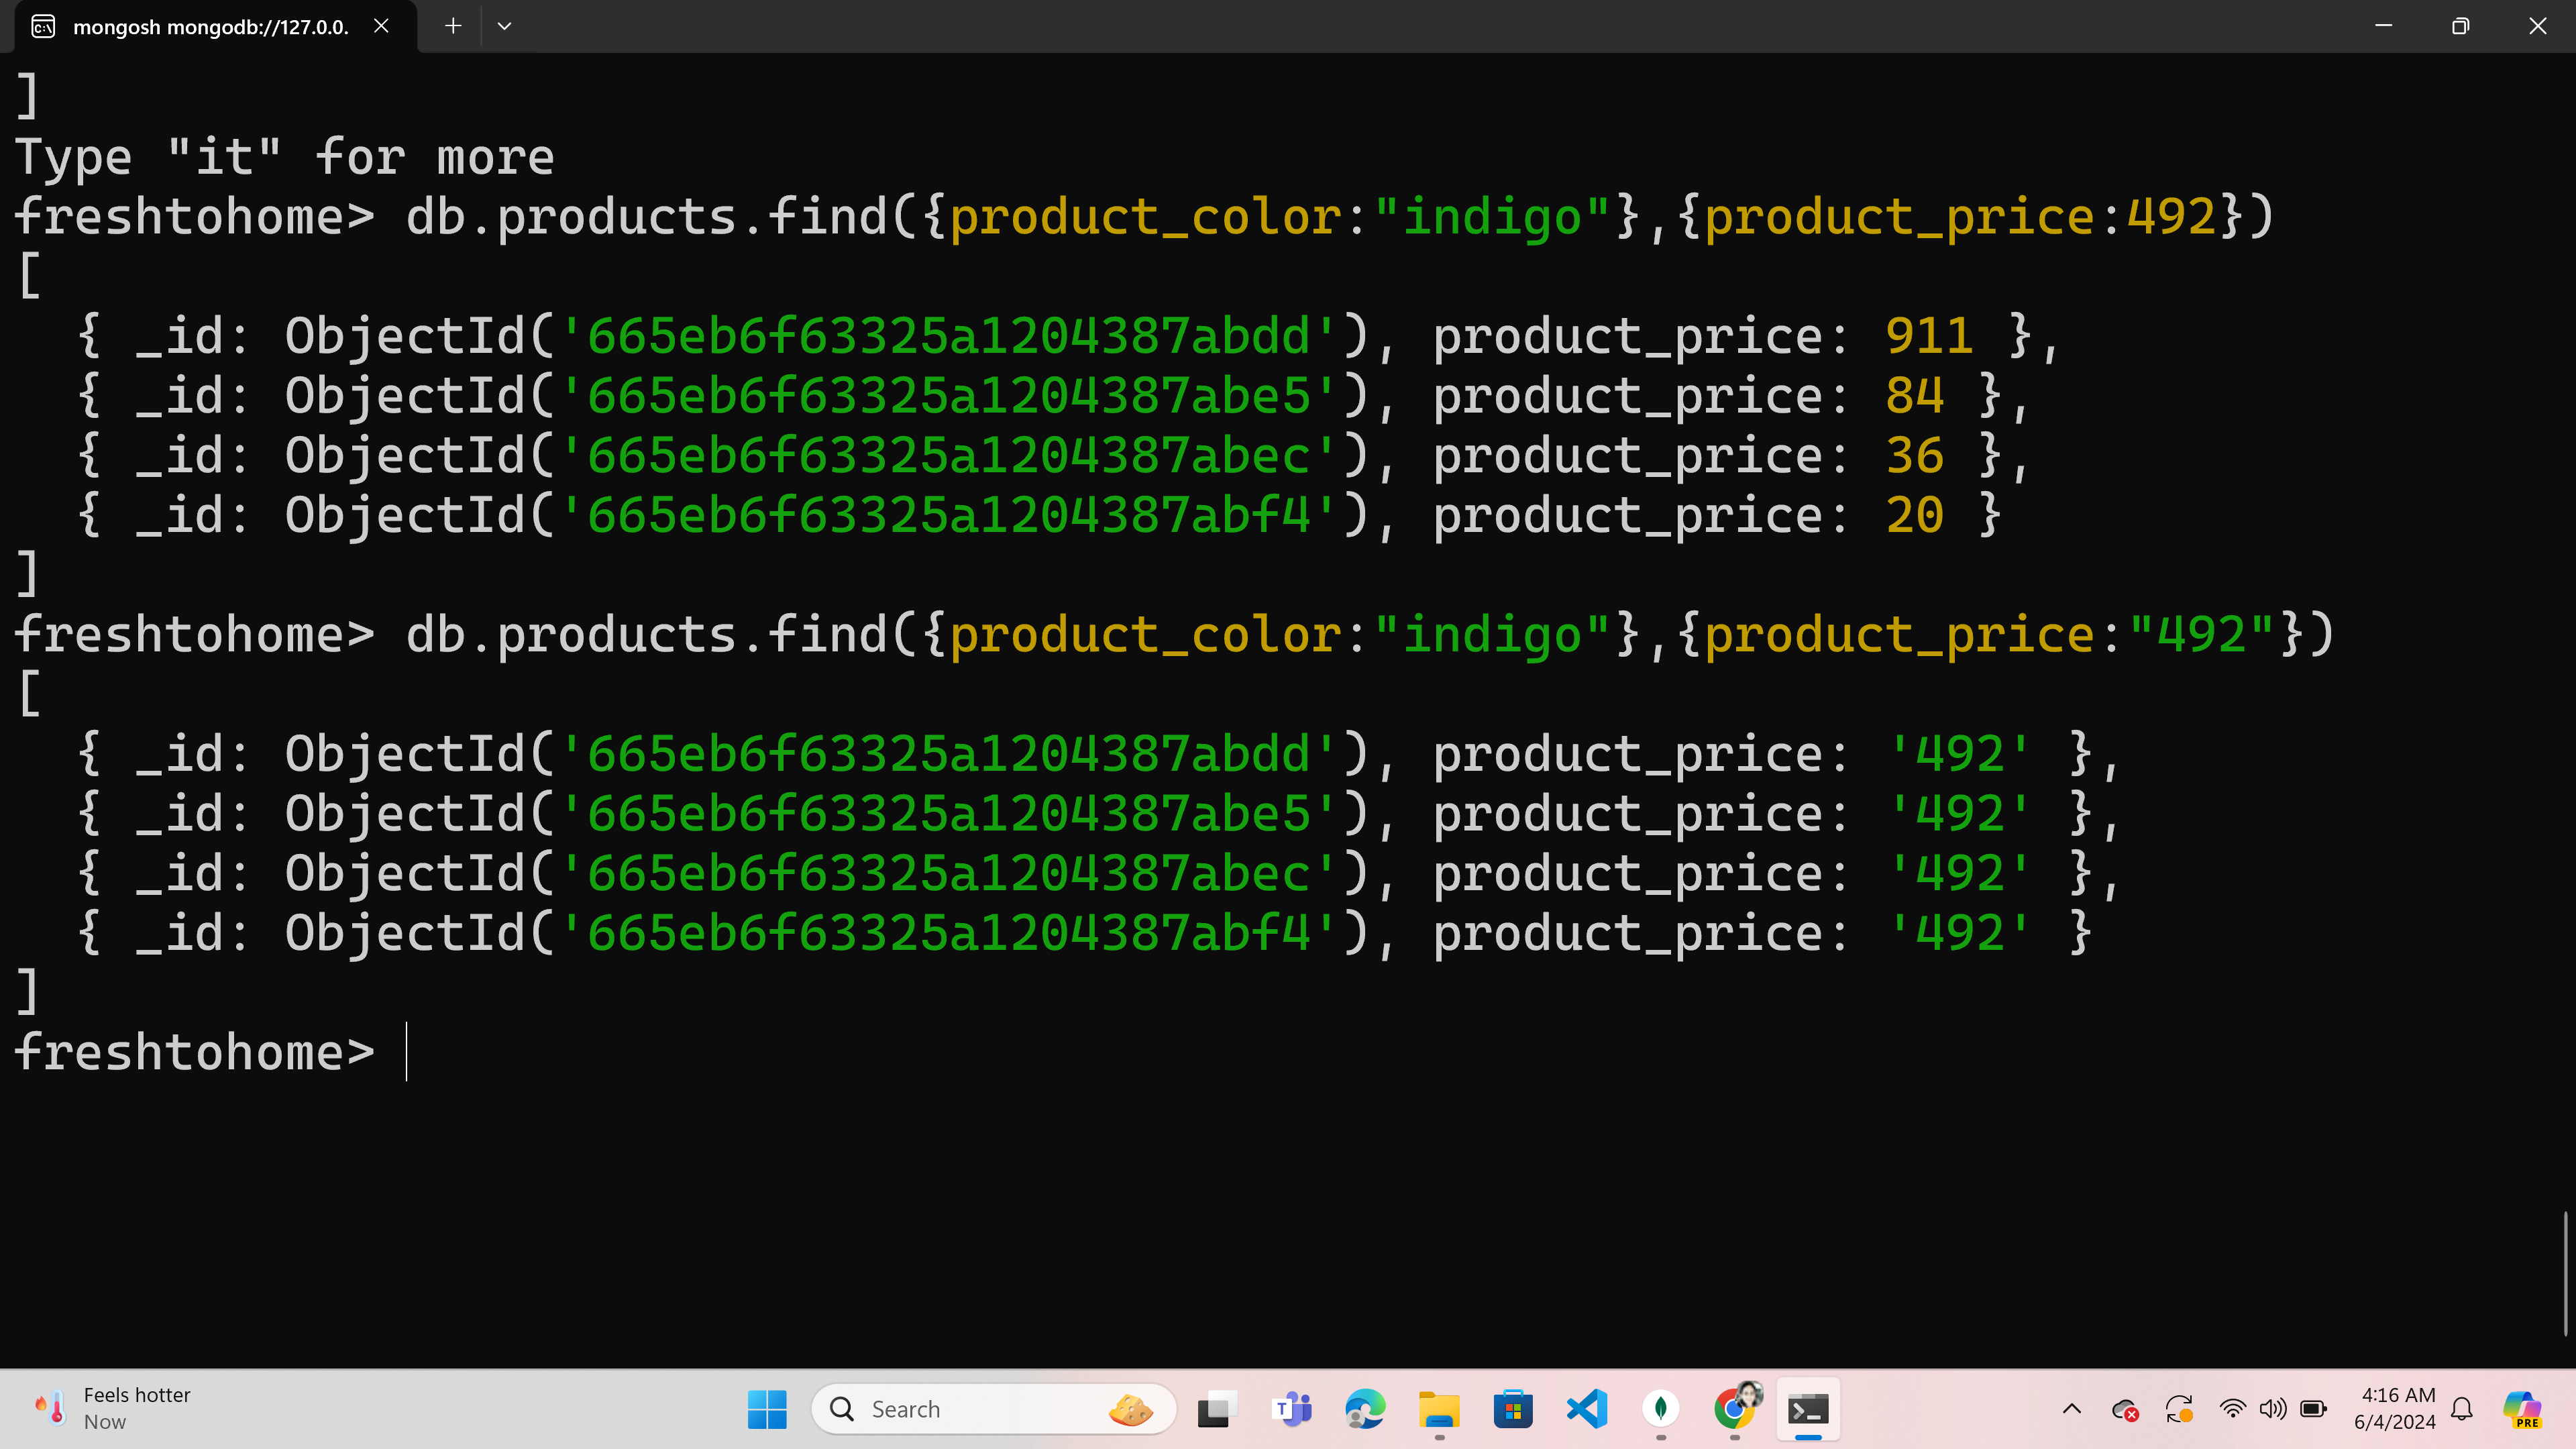 mongosh mongodb://127.0.0.
]
Type "it" for more
freshtohome> db.products.find({product_color:"indigo"},{product_price:492})
[
  { _id: ObjectId('665eb6f63325a1204387abdd'), product_price: 911 },
  { _id: ObjectId('665eb6f63325a1204387abe5'), product_price: 84 },
  { _id: ObjectId('665eb6f63325a1204387abec'), product_price: 36 },
  { _id: ObjectId('665eb6f63325a1204387abf4'), product_price: 20 }
]
freshtohome> db.products.find({product_color:"indigo"},{product_price:"492"})
[
  { _id: ObjectId('665eb6f63325a1204387abdd'), product_price: '492' },
  { _id: ObjectId('665eb6f63325a1204387abe5'), product_price: '492' },
  { _id: ObjectId('665eb6f63325a1204387abec'), product_price: '492' },
  { _id: ObjectId('665eb6f63325a1204387abf4'), product_price: '492' }
]
freshtohome>
Feels hotter
Now
Search
4:16 AM
6/4/2024
PRE